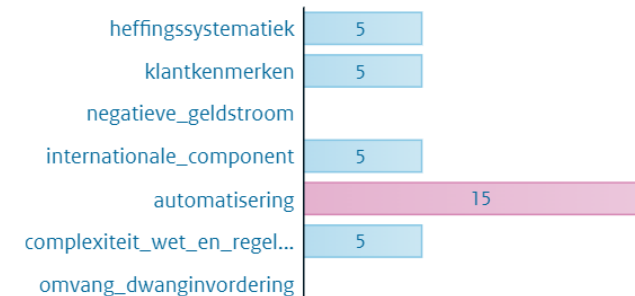 heffingssystematiek 5
klantkenmerken 5
negatieve_geldstroom
internationale_component 5
automatisering 15
complexiteit_wet_en_regel... 5
omvang_dwanginvordering